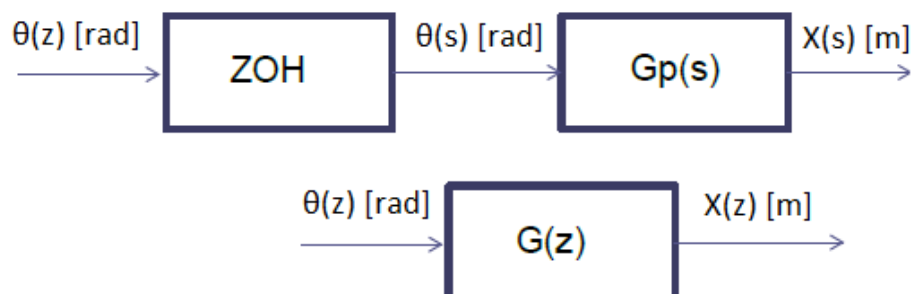 θ(z) [rad]
ZOH
θ(s) [rad]
Gp(s)
X(s) [m]
θ(z) [rad]
G(z)
X(z) [m]